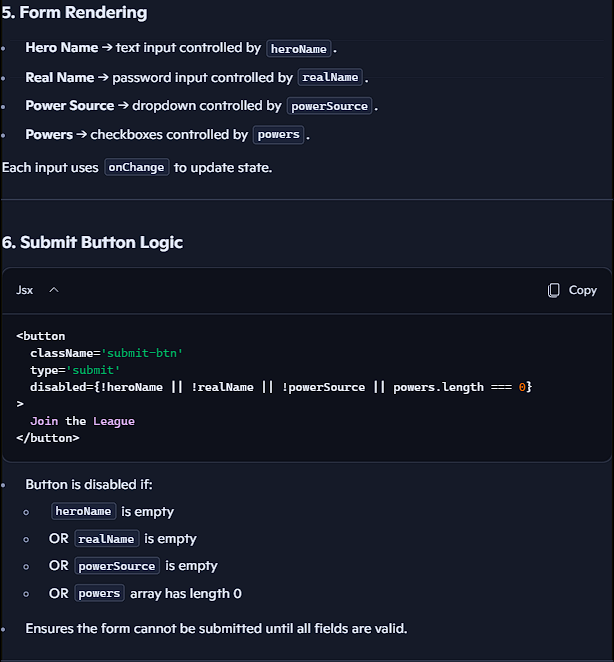 5. Form Rendering
Hero Name → text input controlled by heroName.
Real Name → password input controlled by realName.
Power Source → dropdown controlled by powerSource.
Powers → checkboxes controlled by powers.
Each input uses onChange to update state.
6. Submit Button Logic
Jsx
Copy
<button
  className='submit-btn'
  type='submit'
  disabled={!heroName || !realName || !powerSource || powers.length === 0}
>
  Join the League
</button>
Button is disabled if:
heroName is empty
OR realName is empty
OR powerSource is empty
OR powers array has length 0
Ensures the form cannot be submitted until all fields are valid.